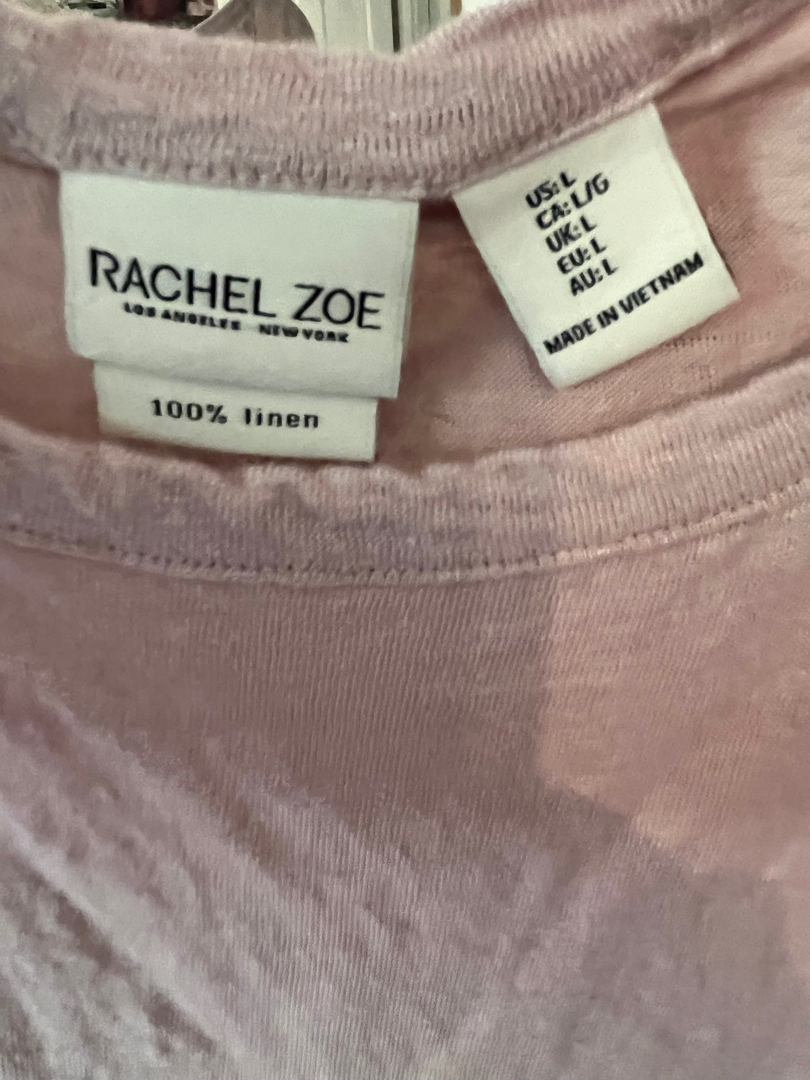 RACHEL ZOE
LOS ANGELES NEW YORK
100% linen
US: L
CA: L/G
UK: L
EU: L
AU: L
MADE IN VIETNAM